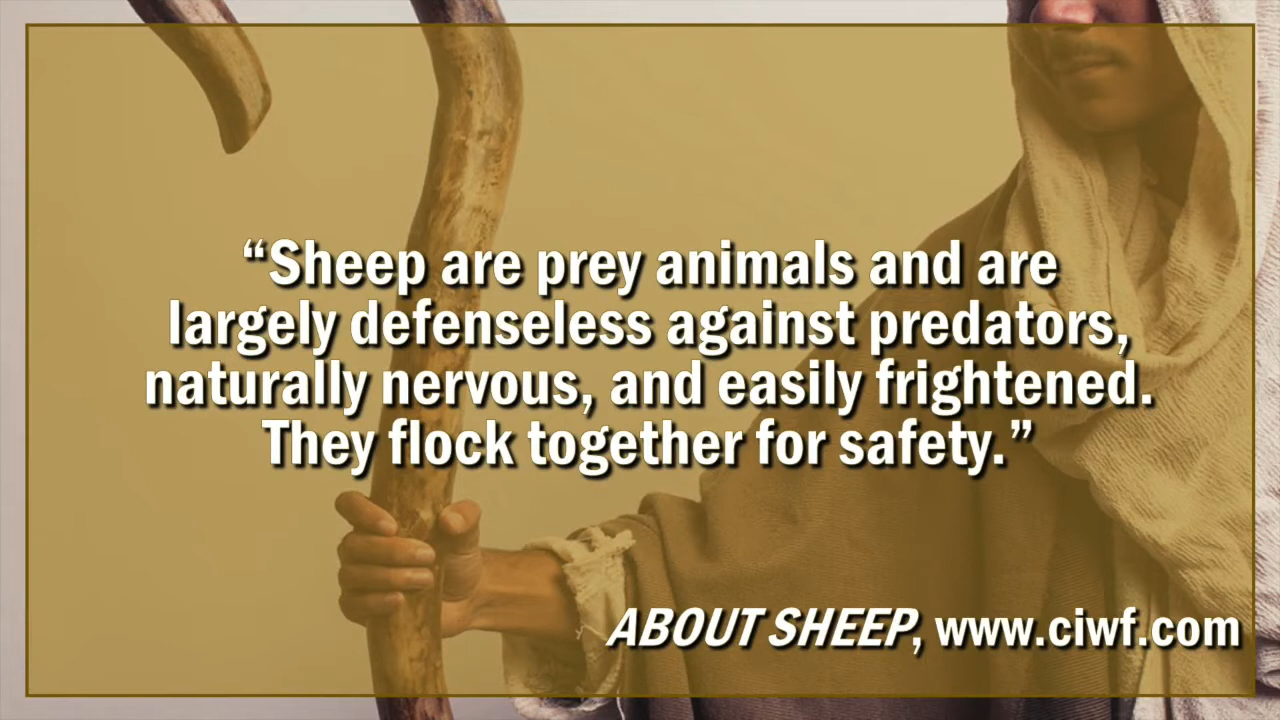 “Sheep are prey animals and are
largely defenseless against predators,
naturally nervous, and easily frightened.
They flock together for safety.”
ABOUT SHEEP, www.ciwf.com